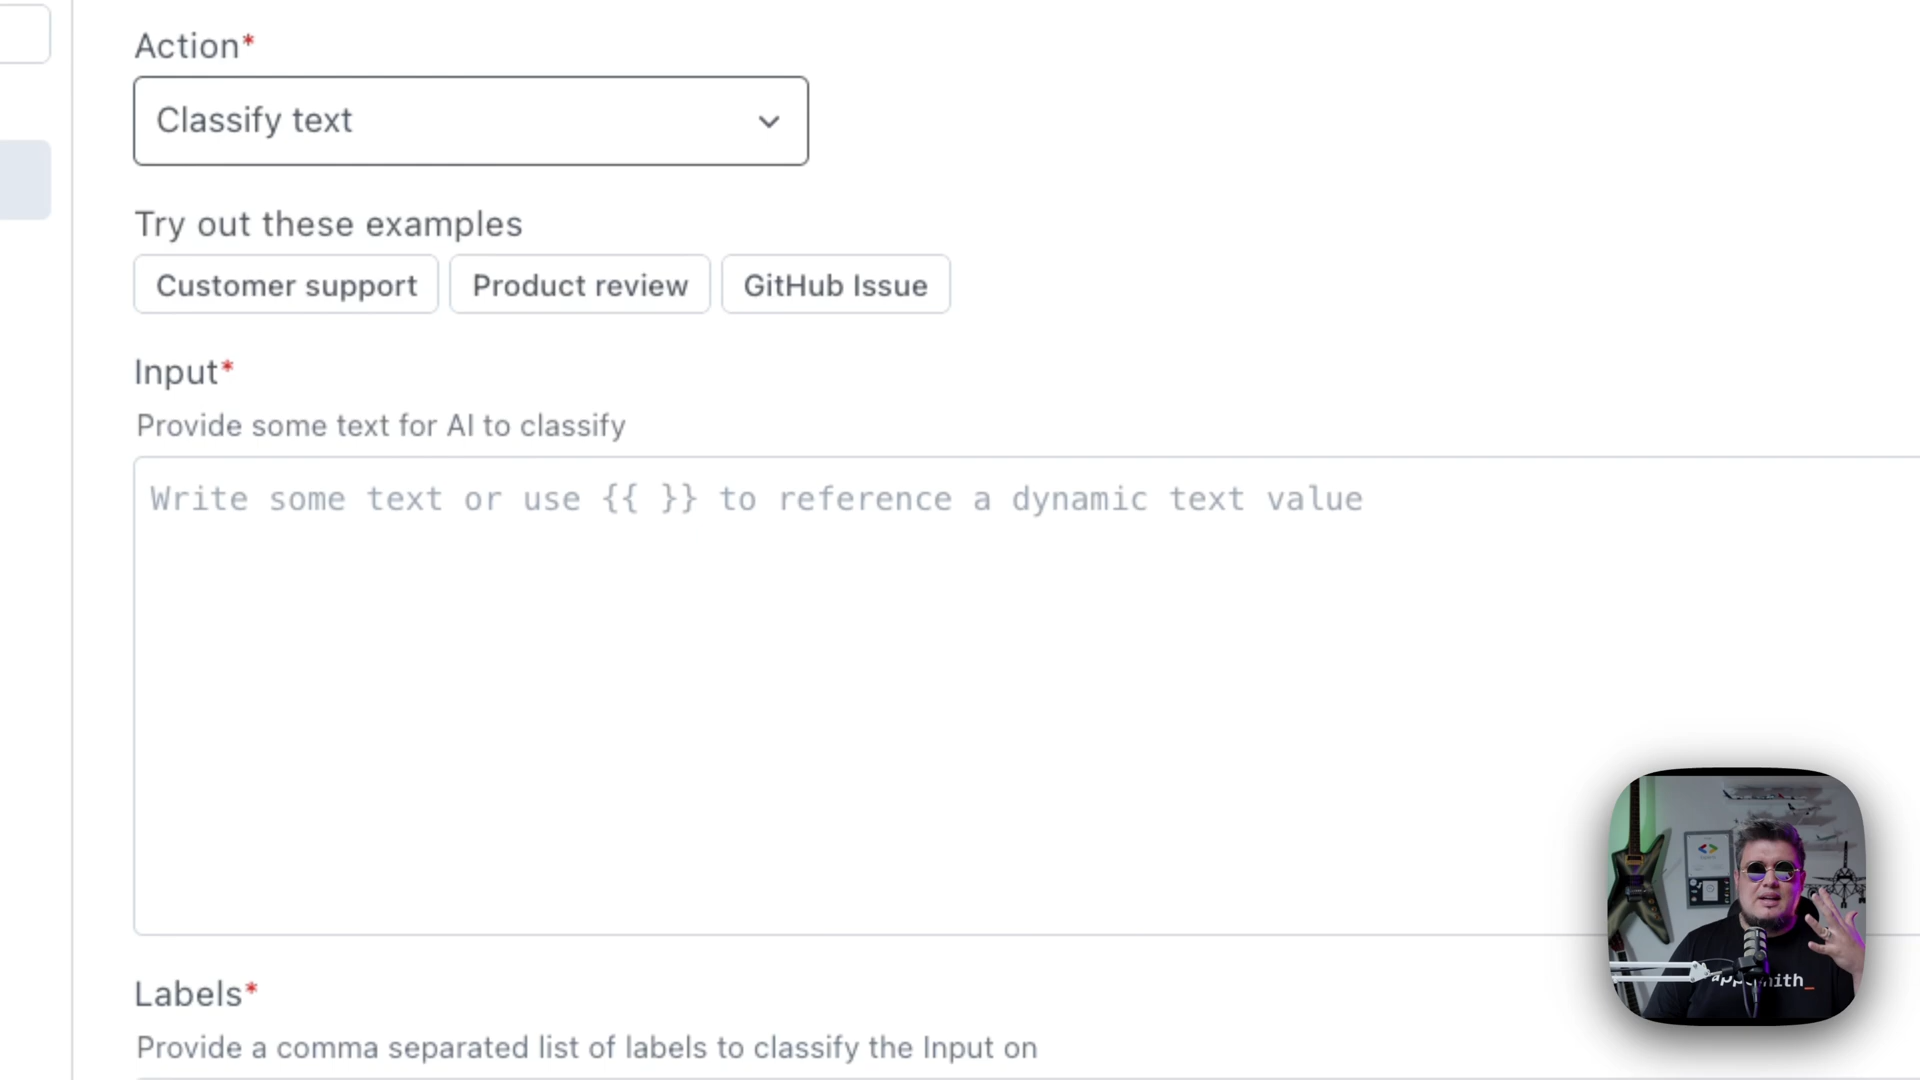 Action*
Classify text
Try out these examples
Customer support
Product review
GitHub Issue
Input*
Provide some text for AI to classify
Write some text or use {{ }} to reference a dynamic text value
Labels*
Provide a comma separated list of labels to classify the Input on